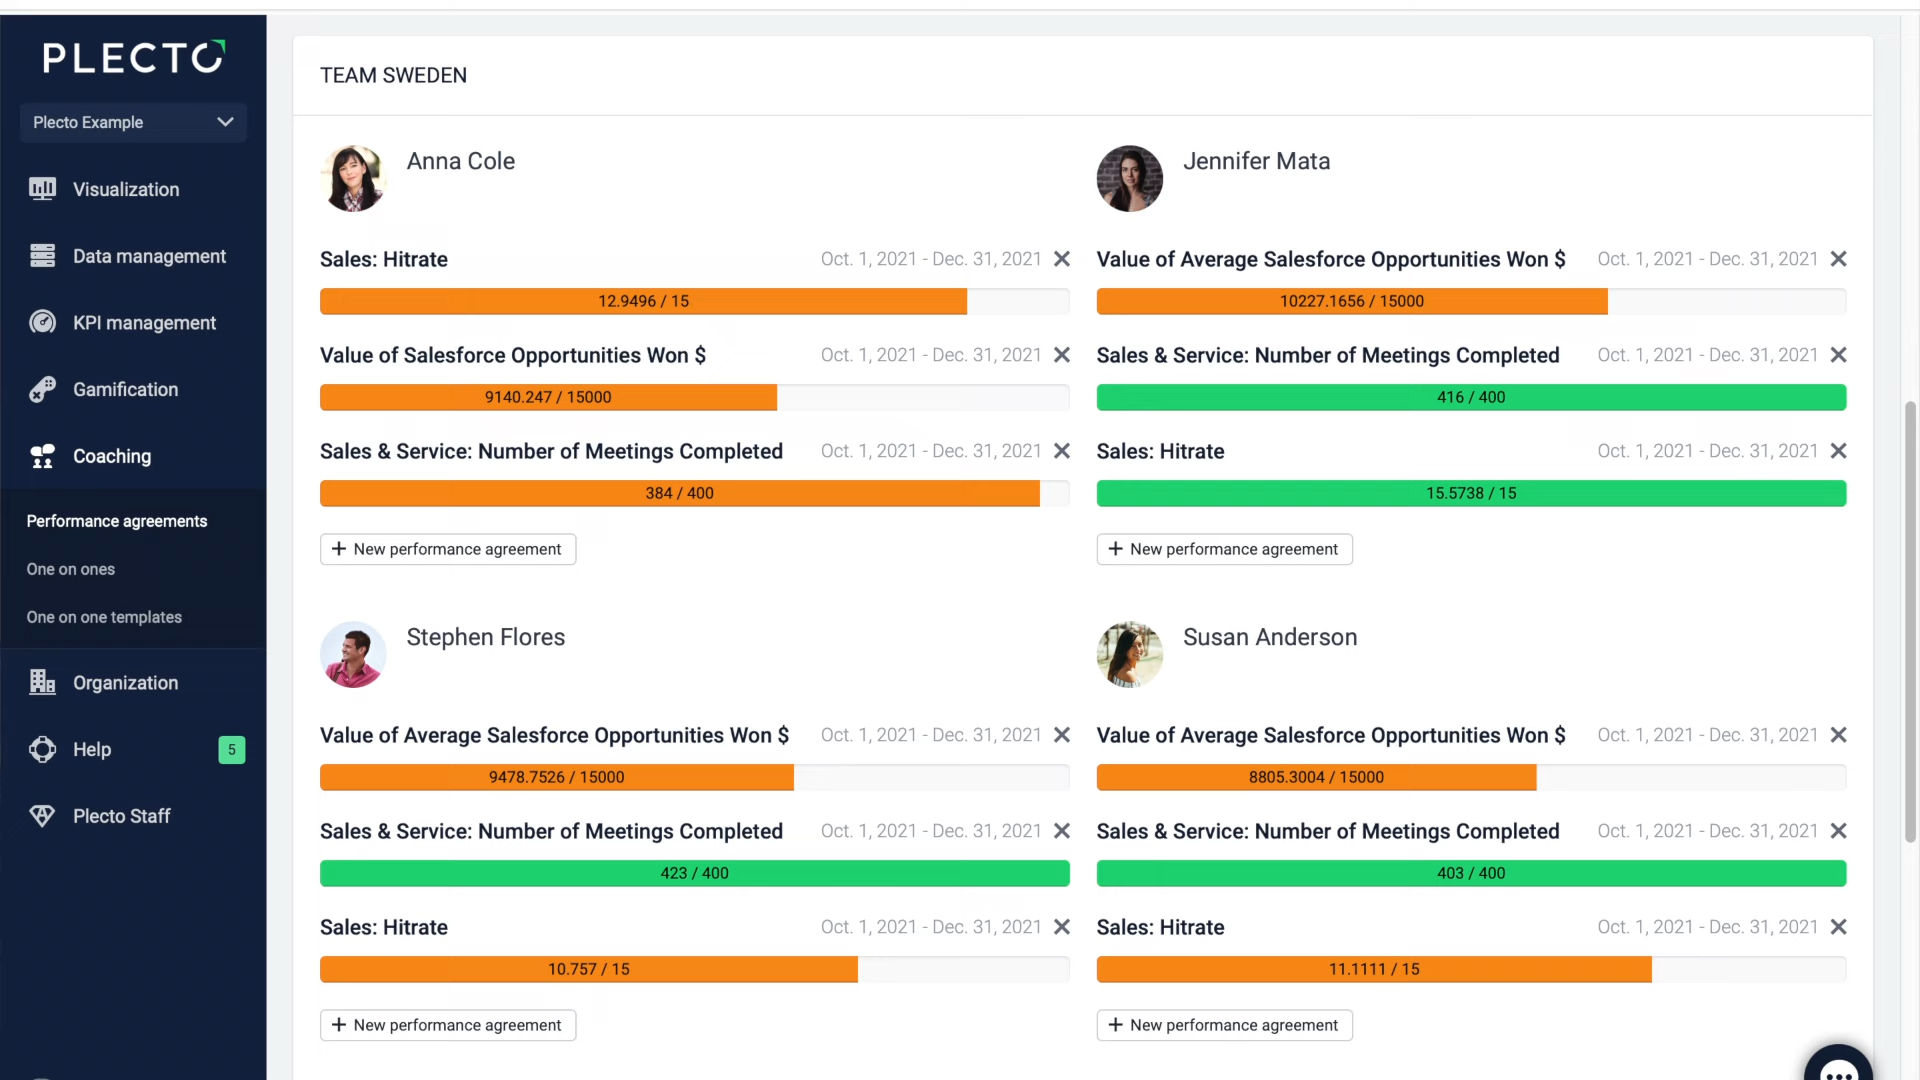 PLECTO
Plecto Example
Visualization
Data management
KPI management
Gamification
Coaching
Performance agreements
One on ones
One on one templates
Organization
Help 5
Plecto Staff
TEAM SWEDEN
Anna Cole
Sales: Hitrate Oct. 1, 2021 - Dec. 31, 2021
12.9496 / 15
Value of Salesforce Opportunities Won $ Oct. 1, 2021 - Dec. 31, 2021
9140.247 / 15000
Sales & Service: Number of Meetings Completed Oct. 1, 2021 - Dec. 31, 2021
384 / 400
New performance agreement
Jennifer Mata
Value of Average Salesforce Opportunities Won $ Oct. 1, 2021 - Dec. 31, 2021
10227.1656 / 15000
Sales & Service: Number of Meetings Completed Oct. 1, 2021 - Dec. 31, 2021
416 / 400
Sales: Hitrate Oct. 1, 2021 - Dec. 31, 2021
15.5738 / 15
New performance agreement
Stephen Flores
Value of Average Salesforce Opportunities Won $ Oct. 1, 2021 - Dec. 31, 2021
9478.7526 / 15000
Sales & Service: Number of Meetings Completed Oct. 1, 2021 - Dec. 31, 2021
423 / 400
Sales: Hitrate Oct. 1, 2021 - Dec. 31, 2021
10.757 / 15
New performance agreement
Susan Anderson
Value of Average Salesforce Opportunities Won $ Oct. 1, 2021 - Dec. 31, 2021
8805.3004 / 15000
Sales & Service: Number of Meetings Completed Oct. 1, 2021 - Dec. 31, 2021
403 / 400
Sales: Hitrate Oct. 1, 2021 - Dec. 31, 2021
11.1111 / 15
New performance agreement